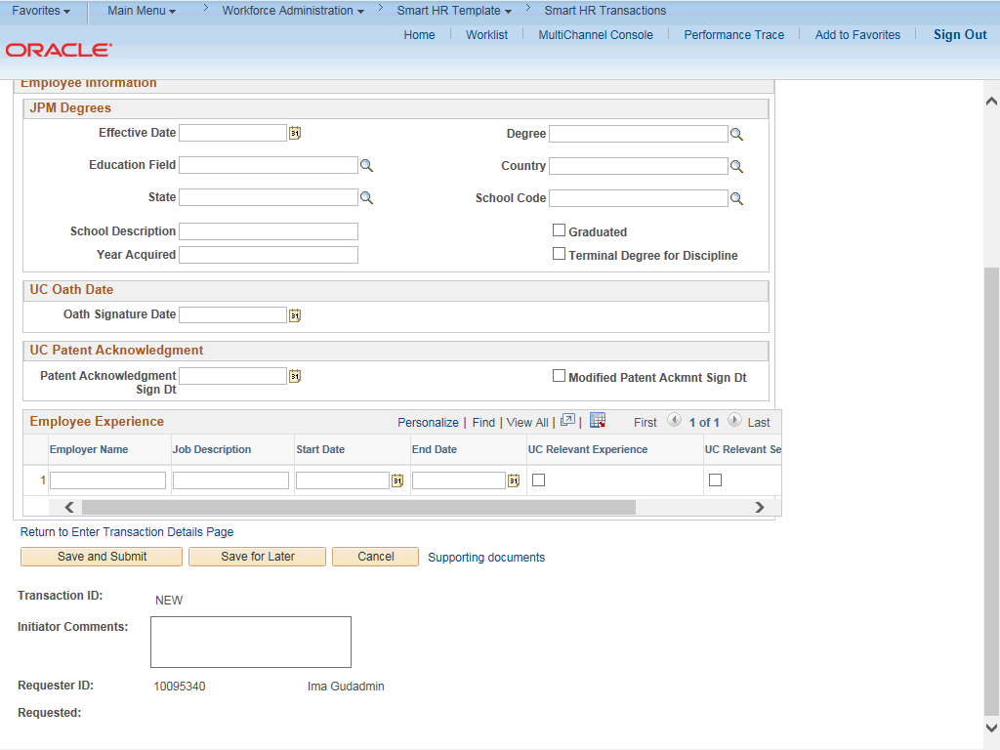 Favorites Main Menu Workforce Administration Smart HR Template Smart HR Transactions
Home Worklist MultiChannel Console Performance Trace Add to Favorites Sign Out
ORACLE
Employee Information
JPM Degrees
Effective Date Degree
Education Field Country
State School Code
School Description Graduated
Year Acquired Terminal Degree for Discipline
UC Oath Date
Oath Signature Date
UC Patent Acknowledgment
Patent Acknowledgment Modified Patent Ackmnt Sign Dt
Sign Dt
Employee Experience Personalize | Find | View All | | First 1 of 1 Last
Employer Name Job Description Start Date End Date UC Relevant Experience UC Relevant Se
1
Return to Enter Transaction Details Page
Save and Submit Save for Later Cancel Supporting documents
Transaction ID: NEW
Initiator Comments:
Requester ID: 10095340 Ima Gudadmin
Requested: